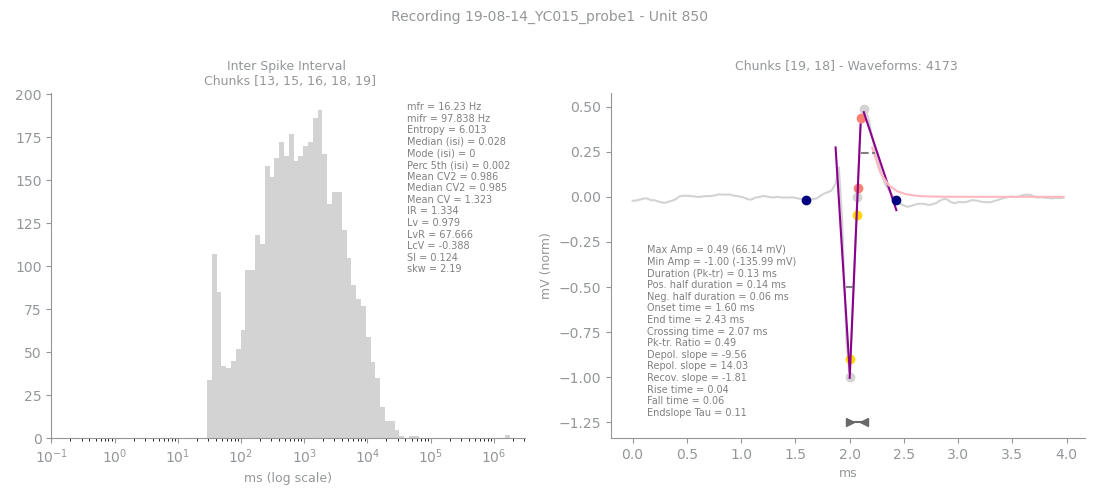 Recording 19-08-14_YC015_probe1 - Unit 850
Inter Spike Interval
Chunks [13, 15, 16, 18, 19]
200
175
150
125
100
75
50
25
0
mfr = 16.23 Hz
mifr = 97.838 Hz
Entropy = 6.013
Median (isi) = 0.028
Mode (isi) = 0
Perc 5th (isi) = 0.002
Mean CV2 = 0.986
Median CV2 = 0.985
Mean CV = 1.323
IR = 1.334
Lv = 0.979
LvR = 67.666
LcV = -0.388
SI = 0.124
skw = 2.19
10⁻¹ 10⁰ 10¹ 10² 10³ 10⁴ 10⁵ 10⁶
ms (log scale)
Chunks [19, 18] - Waveforms: 4173
mV (norm)
0.50
0.25
0.00
−0.25
−0.50
−0.75
−1.00
−1.25
Max Amp = 0.49 (66.14 mV)
Min Amp = -1.00 (-135.99 mV)
Duration (Pk-tr) = 0.13 ms
Pos. half duration = 0.14 ms
Neg. half duration = 0.06 ms
Onset time = 1.60 ms
End time = 2.43 ms
Crossing time = 2.07 ms
Pk-tr. Ratio = 0.49
Depol. slope = -9.56
Repol. slope = 14.03
Recov. slope = -1.81
Rise time = 0.04
Fall time = 0.06
Endslope Tau = 0.11
0.0 0.5 1.0 1.5 2.0 2.5 3.0 3.5 4.0
ms